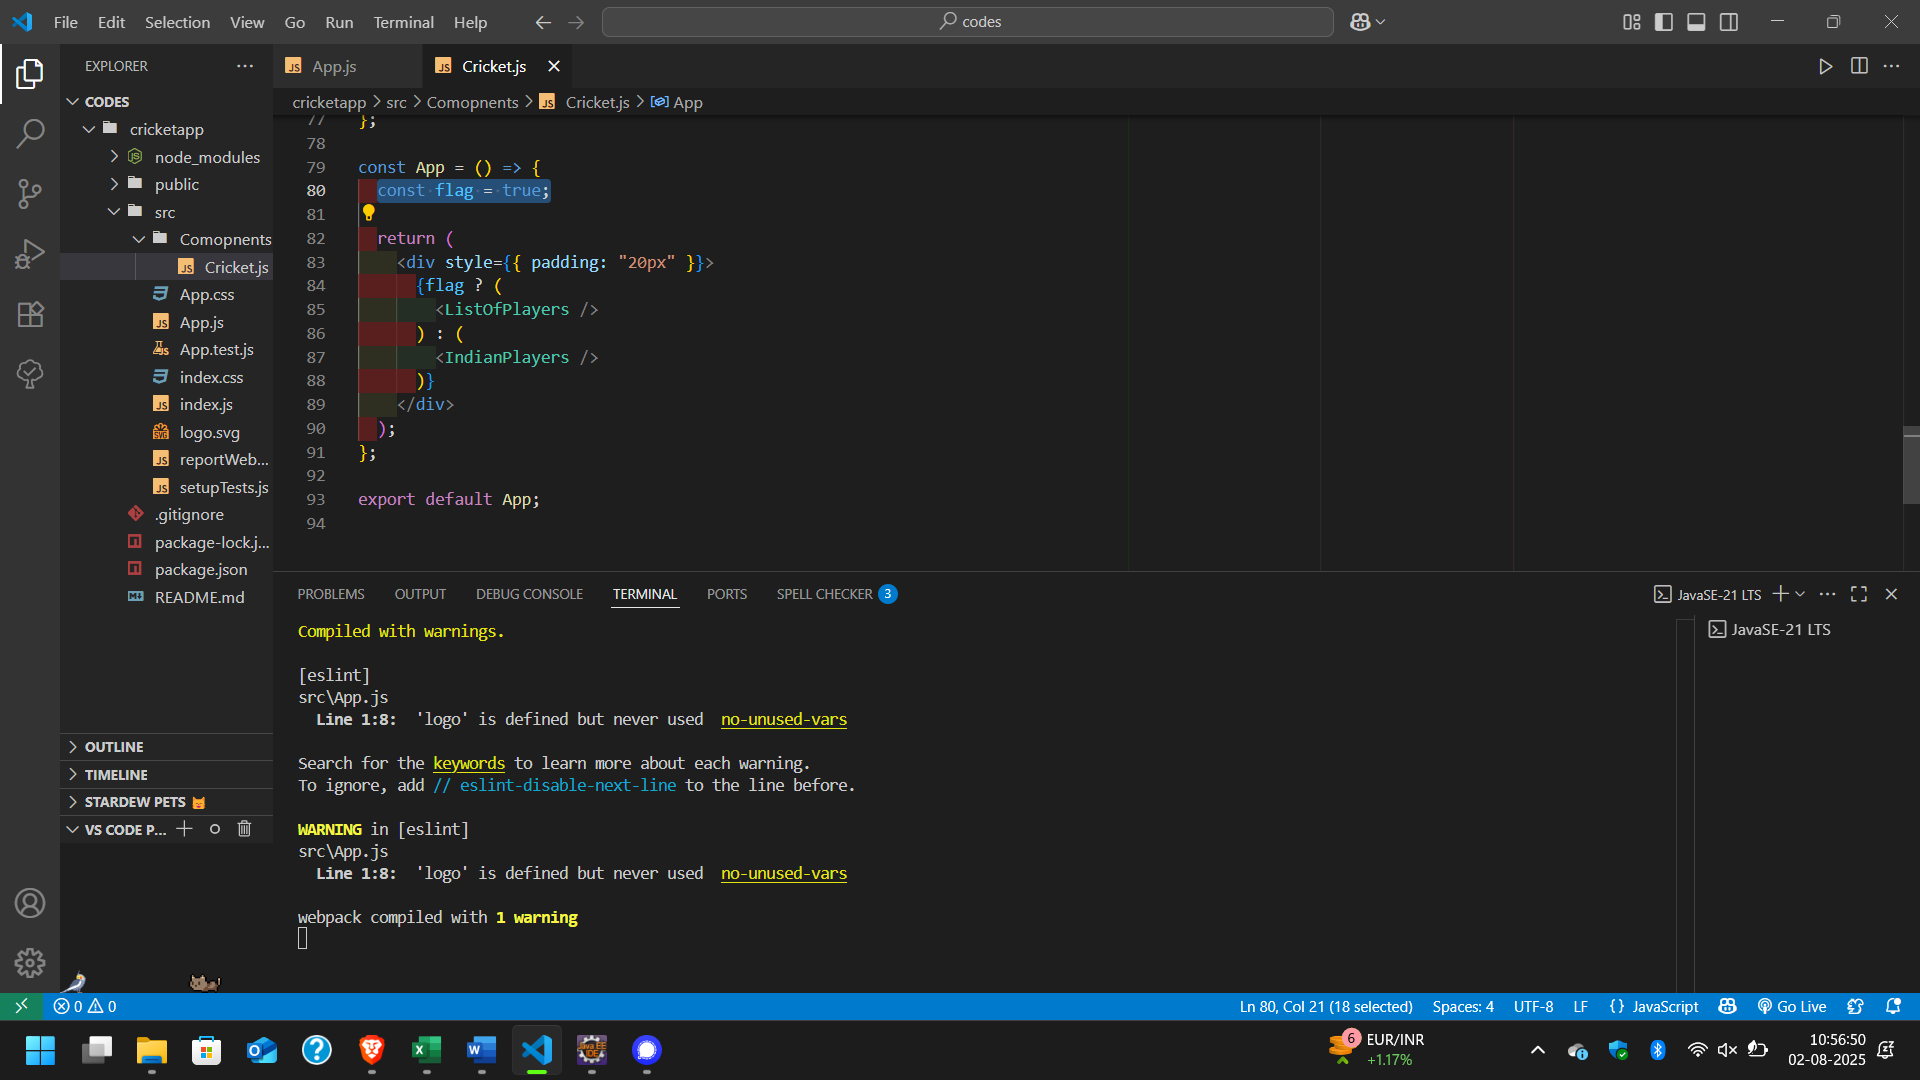 File Edit Selection View Go Run Terminal Help
codes
EXPLORER
CODES
cricketapp
node_modules
public
src
Comopnents
Cricket.js
App.css
App.js
App.test.js
index.css
index.js
logo.svg
reportWeb...
setupTests.js
.gitignore
package-lock.j...
package.json
README.md
OUTLINE
TIMELINE
STARDEW PETS
VS CODE P...
App.js Cricket.js
cricketapp > src > Comopnents > JS Cricket.js > App
77 };
78
79 const App = () => {
80 const flag = true;
81
82 return (
83 <div style={{ padding: "20px" }}>
84 {flag ? (
85 <ListOfPlayers />
86 ) : (
87 <IndianPlayers />
88 )}
89 </div>
90 );
91 };
92
93 export default App;
94
PROBLEMS OUTPUT DEBUG CONSOLE TERMINAL PORTS SPELL CHECKER 3
JavaSE-21 LTS
JavaSE-21 LTS
Compiled with warnings.
[eslint]
src\App.js
Line 1:8: 'logo' is defined but never used no-unused-vars
Search for the keywords to learn more about each warning.
To ignore, add // eslint-disable-next-line to the line before.
WARNING in [eslint]
src\App.js
Line 1:8: 'logo' is defined but never used no-unused-vars
webpack compiled with 1 warning
0 0
Ln 80, Col 21 (18 selected) Spaces: 4 UTF-8 LF {} JavaScript Go Live
6
EUR/INR
+1.17%
10:56:50
02-08-2025